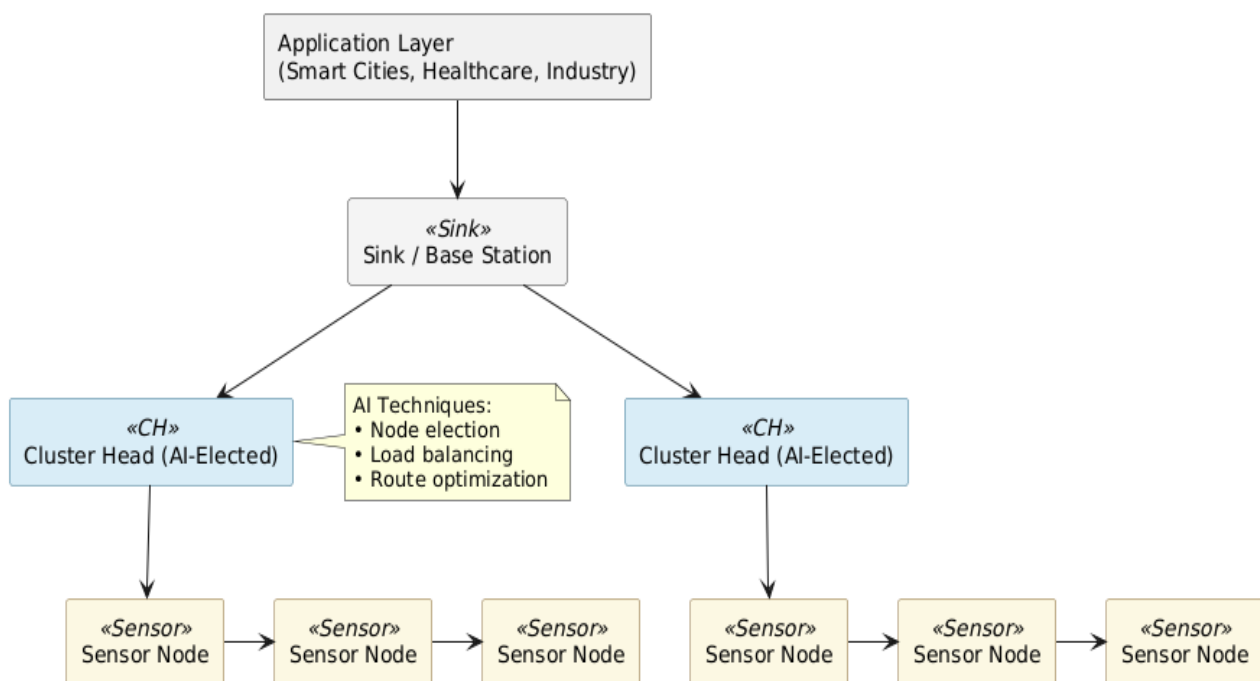 Application Layer
(Smart Cities, Healthcare, Industry)
«Sink»
Sink / Base Station
«CH»
Cluster Head (AI-Elected)
AI Techniques:
• Node election
• Load balancing
• Route optimization
«CH»
Cluster Head (AI-Elected)
«Sensor»
Sensor Node
«Sensor»
Sensor Node
«Sensor»
Sensor Node
«Sensor»
Sensor Node
«Sensor»
Sensor Node
«Sensor»
Sensor Node